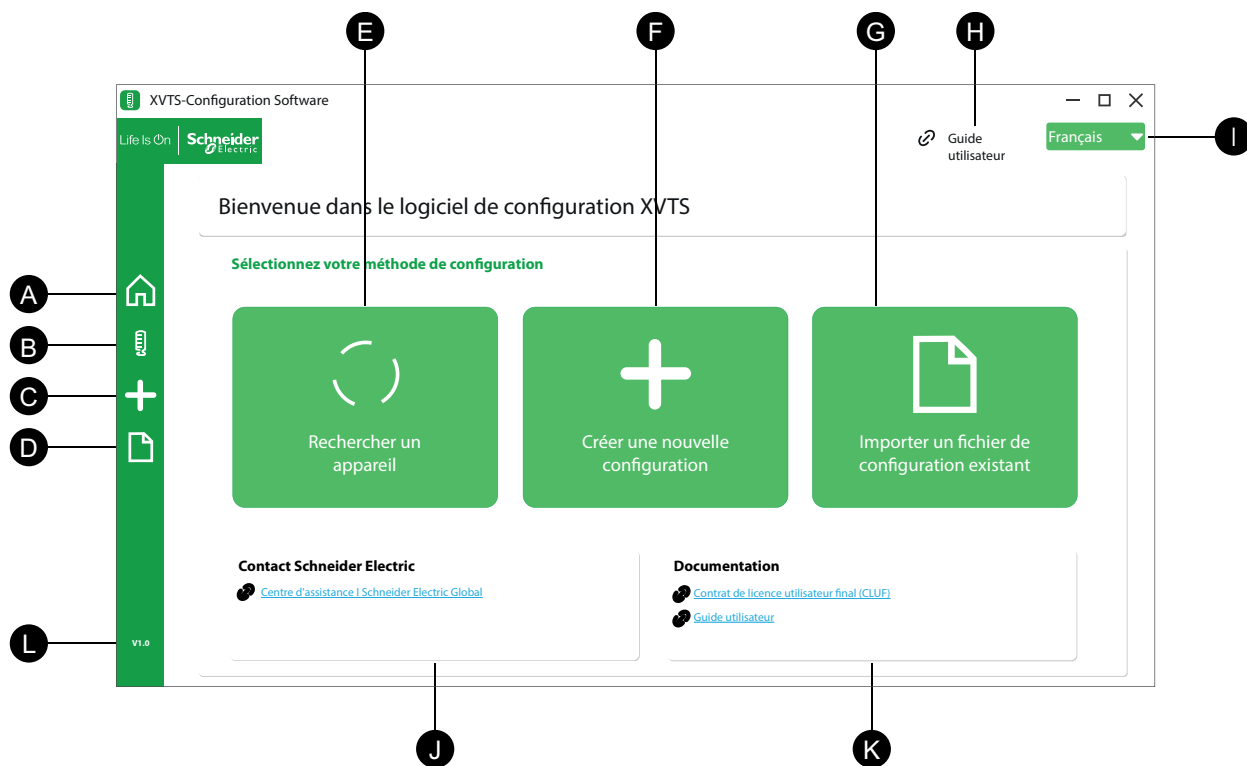 E
F
G
H
XVTS-Configuration Software
Life Is On | Schneider Electric
Guide
utilisateur
Français
I
Bienvenue dans le logiciel de configuration XVTS
Sélectionnez votre méthode de configuration
A
B
C
D
Rechercher un
appareil
Créer une nouvelle
configuration
Importer un fichier de
configuration existant
Contact Schneider Electric
Centre d'assistance I Schneider Electric Global
Documentation
Contrat de licence utilisateur final (CLUF)
Guide utilisateur
L
V1.0
J
K